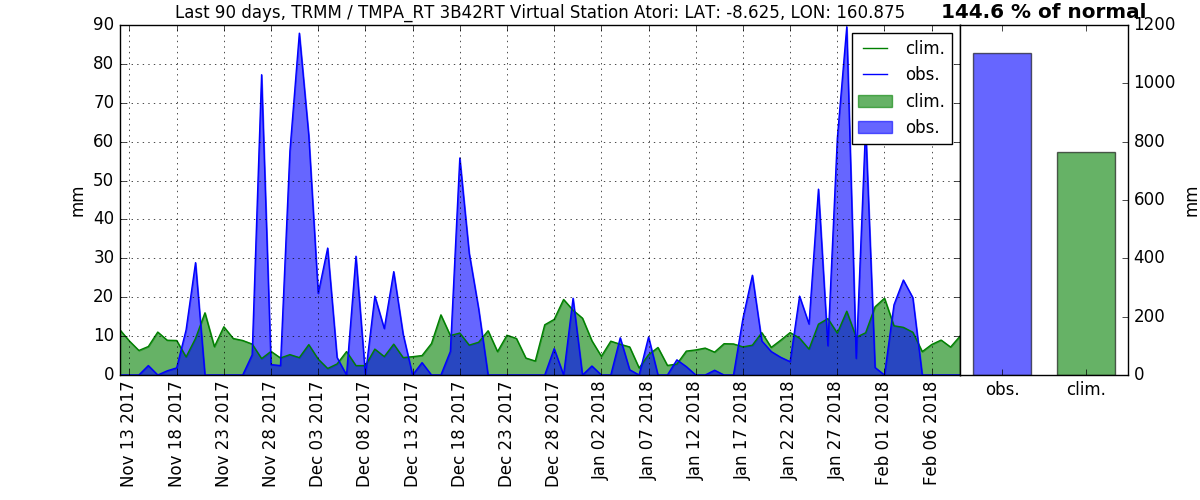 Last 90 days, TRMM / TMPA_RT 3B42RT Virtual Station Atori: LAT: -8.625, LON: 160.875
144.6 % of normal
90
80
70
60
50
40
30
20
10
0
mm
clim.
obs.
clim.
obs.
1200
1000
800
600
400
200
0
mm
Nov 13 2017
Nov 18 2017
Nov 23 2017
Nov 28 2017
Dec 03 2017
Dec 08 2017
Dec 13 2017
Dec 18 2017
Dec 23 2017
Dec 28 2017
Jan 02 2018
Jan 07 2018
Jan 12 2018
Jan 17 2018
Jan 22 2018
Jan 27 2018
Feb 01 2018
Feb 06 2018
obs.
clim.